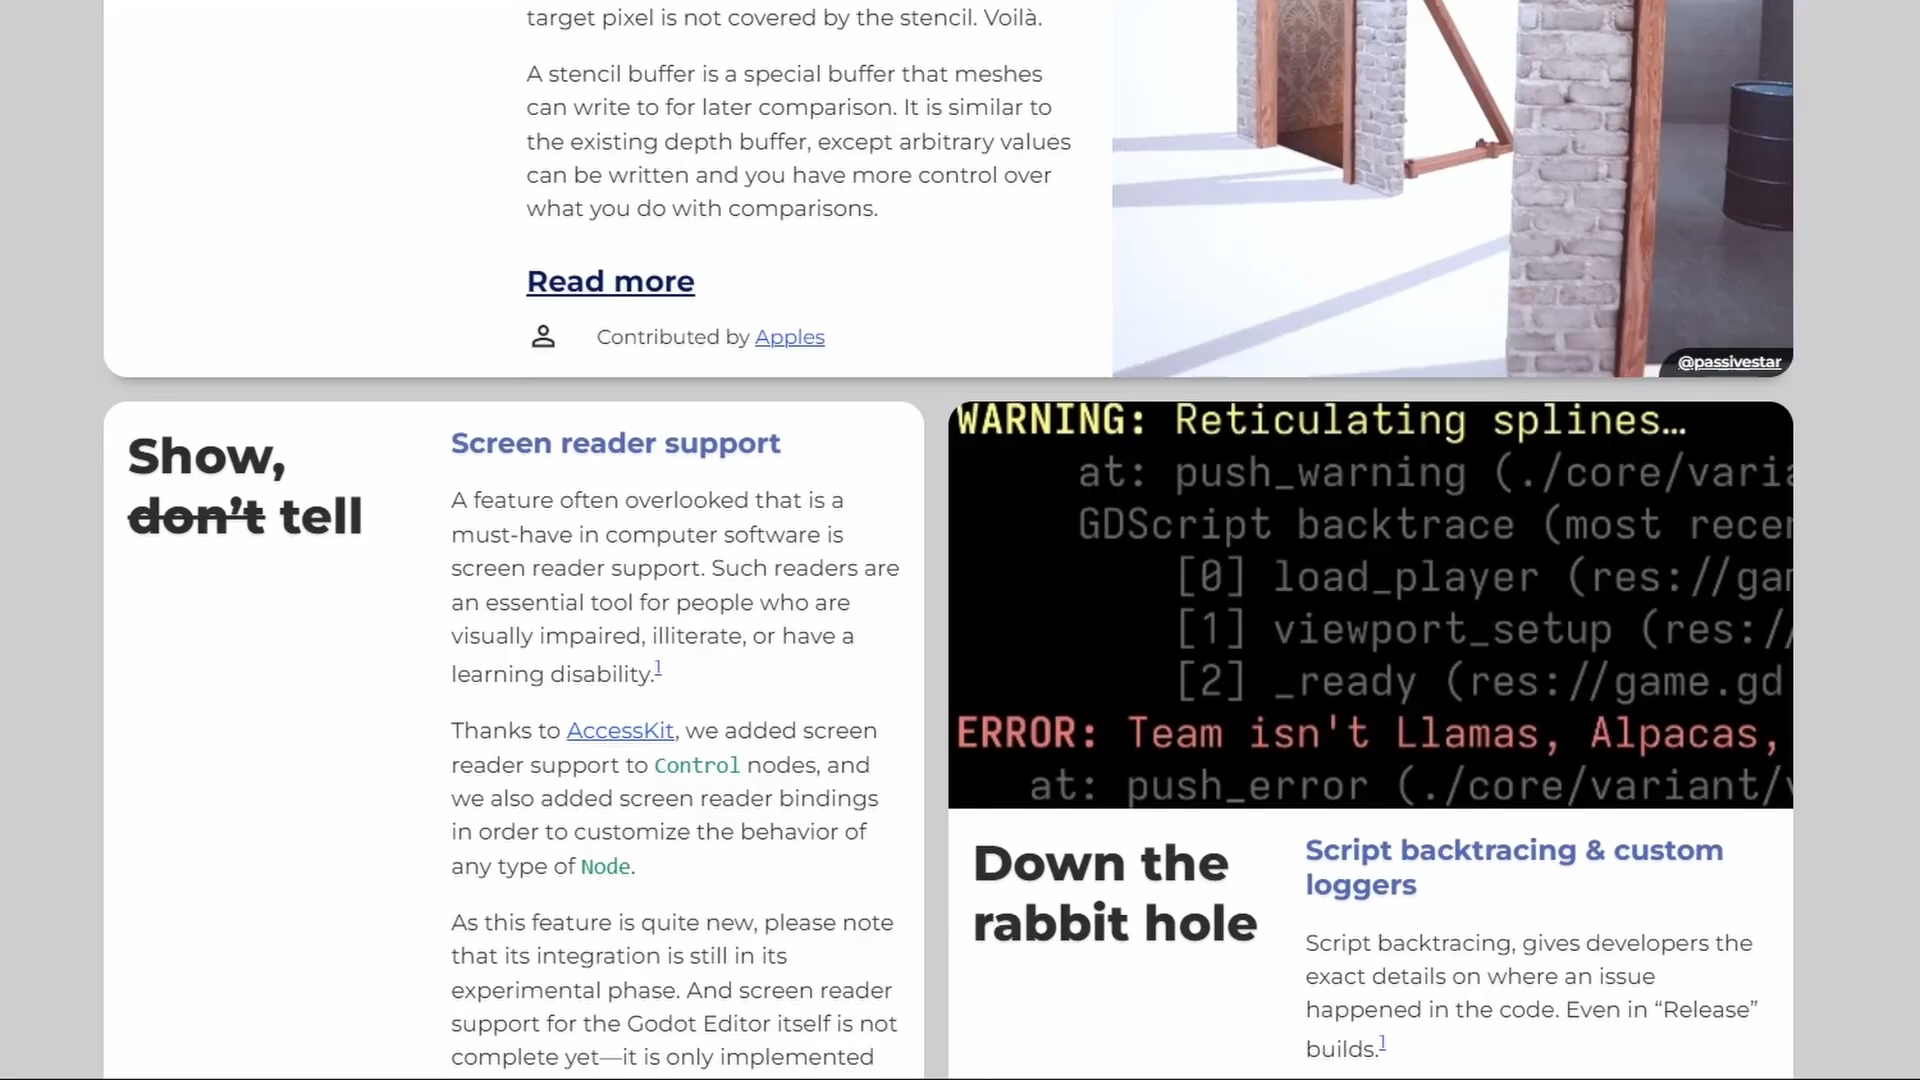 target pixel is not covered by the stencil. Voilà.
A stencil buffer is a special buffer that meshes
can write to for later comparison. It is similar to
the existing depth buffer, except arbitrary values
can be written and you have more control over
what you do with comparisons.
Read more
Contributed by Apples
@passivestar
Show,
don’t tell
Screen reader support
A feature often overlooked that is a
must-have in computer software is
screen reader support. Such readers are
an essential tool for people who are
visually impaired, illiterate, or have a
learning disability.1
Thanks to AccessKit, we added screen
reader support to Control nodes, and
we also added screen reader bindings
in order to customize the behavior of
any type of Node.
As this feature is quite new, please note
that its integration is still in its
experimental phase. And screen reader
support for the Godot Editor itself is not
complete yet—it is only implemented
WARNING: Reticulating splines…
at: push_warning (./core/varia
GDScript backtrace (most recen
[0] load_player (res://gam
[1] viewport_setup (res://
[2] _ready (res://game.gd
ERROR: Team isn't Llamas, Alpacas,
at: push_error (./core/variant/v
Down the
rabbit hole
Script backtracing & custom
loggers
Script backtracing, gives developers the
exact details on where an issue
happened in the code. Even in “Release”
builds.1